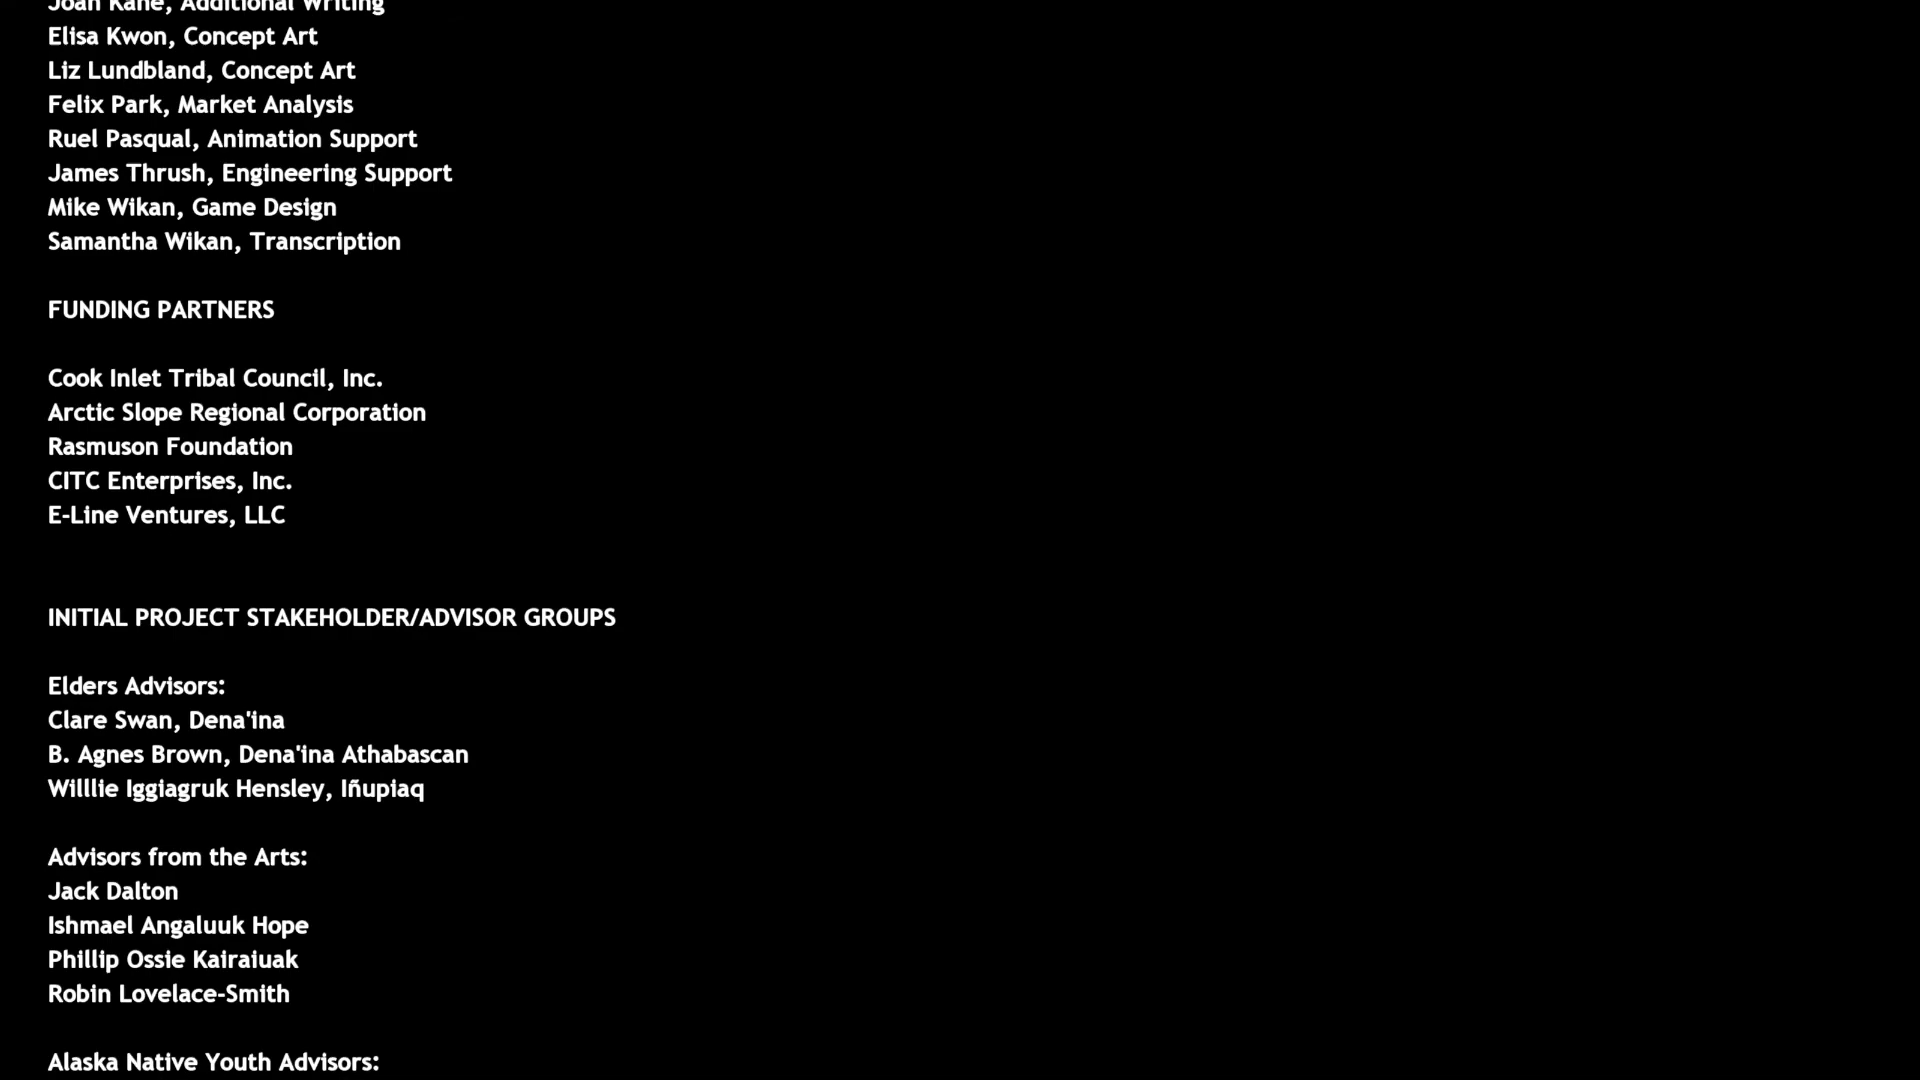 Joan Kane, Additional Writing
Elisa Kwon, Concept Art
Liz Lundbland, Concept Art
Felix Park, Market Analysis
Ruel Pasqual, Animation Support
James Thrush, Engineering Support
Mike Wikan, Game Design
Samantha Wikan, Transcription
FUNDING PARTNERS
Cook Inlet Tribal Council, Inc.
Arctic Slope Regional Corporation
Rasmuson Foundation
CITC Enterprises, Inc.
E-Line Ventures, LLC
INITIAL PROJECT STAKEHOLDER/ADVISOR GROUPS
Elders Advisors:
Clare Swan, Dena'ina
B. Agnes Brown, Dena'ina Athabascan
Willlie Iggiagruk Hensley, Iñupiaq
Advisors from the Arts:
Jack Dalton
Ishmael Angaluuk Hope
Phillip Ossie Kairaiuak
Robin Lovelace-Smith
Alaska Native Youth Advisors: